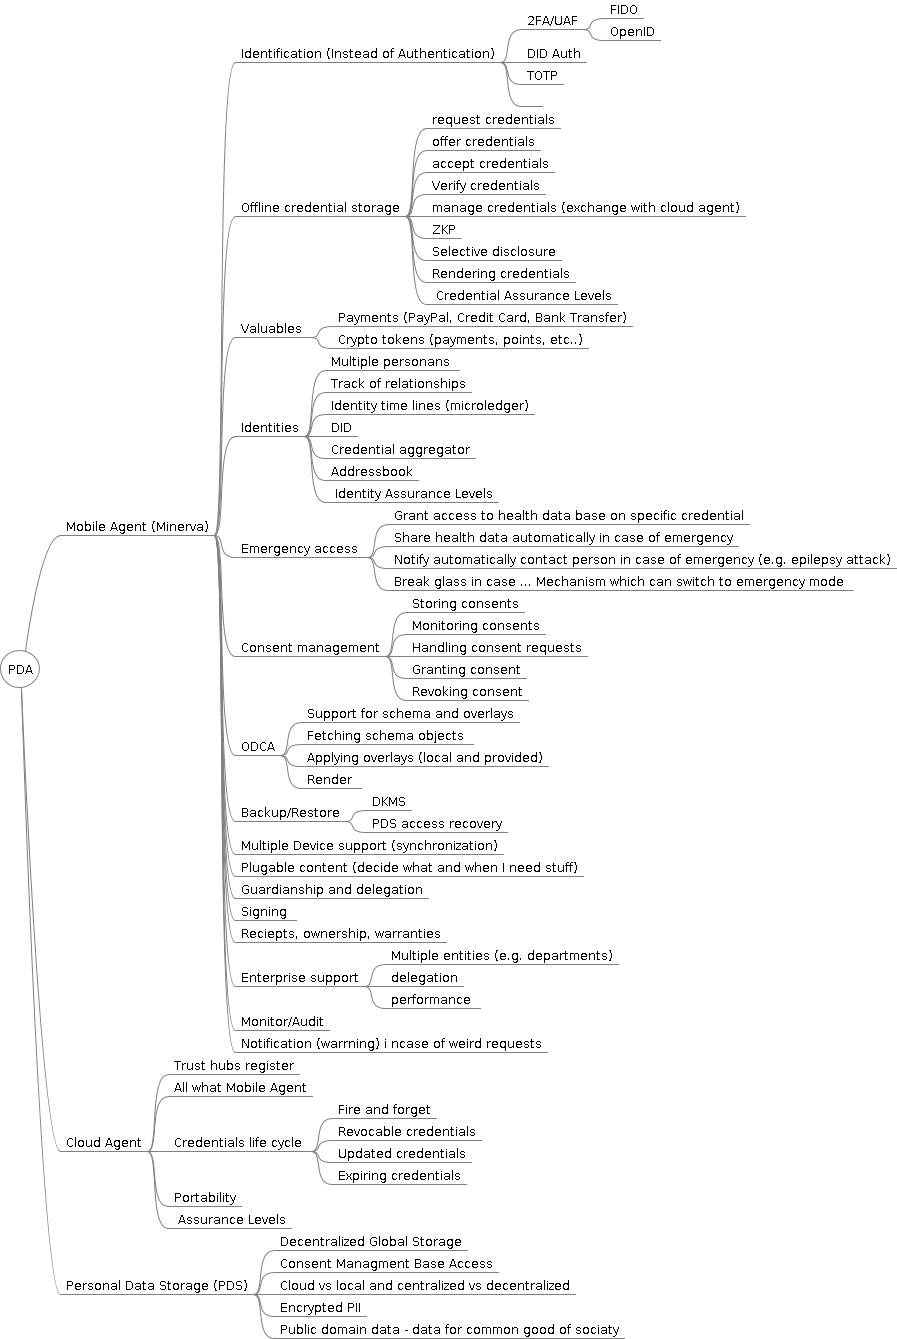 FIDO
2FA/UAF
OpenID
Identification (Instead of Authentication)
DID Auth
TOTP
request credentials
offer credentials
accept credentials
Verify credentials
Offline credential storage
manage credentials (exchange with cloud agent)
ZKP
Selective disclosure
Rendering credentials
Credential Assurance Levels
Payments (PayPal, Credit Card, Bank Transfer)
Valuables
Crypto tokens (payments, points, etc..)
Multiple personans
Track of relationships
Identity time lines (microledger)
Identities
DID
Credential aggregator
Addressbook
Identity Assurance Levels
Mobile Agent (Minerva)
Grant access to health data base on specific credential
Share health data automatically in case of emergency
Emergency access
Notify automatically contact person in case of emergency (e.g. epilepsy attack)
Break glass in case ... Mechanism which can switch to emergency mode
Storing consents
Monitoring consents
Consent management
Handling consent requests
Granting consent
Revoking consent
PDA
Support for schema and overlays
Fetching schema objects
ODCA
Applying overlays (local and provided)
Render
DKMS
Backup/Restore
PDS access recovery
Multiple Device support (synchronization)
Plugable content (decide what and when I need stuff)
Guardianship and delegation
Signing
Reciepts, ownership, warranties
Multiple entities (e.g. departments)
Enterprise support
delegation
performance
Monitor/Audit
Notification (warrning) i ncase of weird requests
Trust hubs register
All what Mobile Agent
Fire and forget
Revocable credentials
Cloud Agent
Credentials life cycle
Updated credentials
Expiring credentials
Portability
Assurance Levels
Decentralized Global Storage
Consent Managment Base Access
Personal Data Storage (PDS)
Cloud vs local and centralized vs decentralized
Encrypted PII
Public domain data - data for common good of sociaty